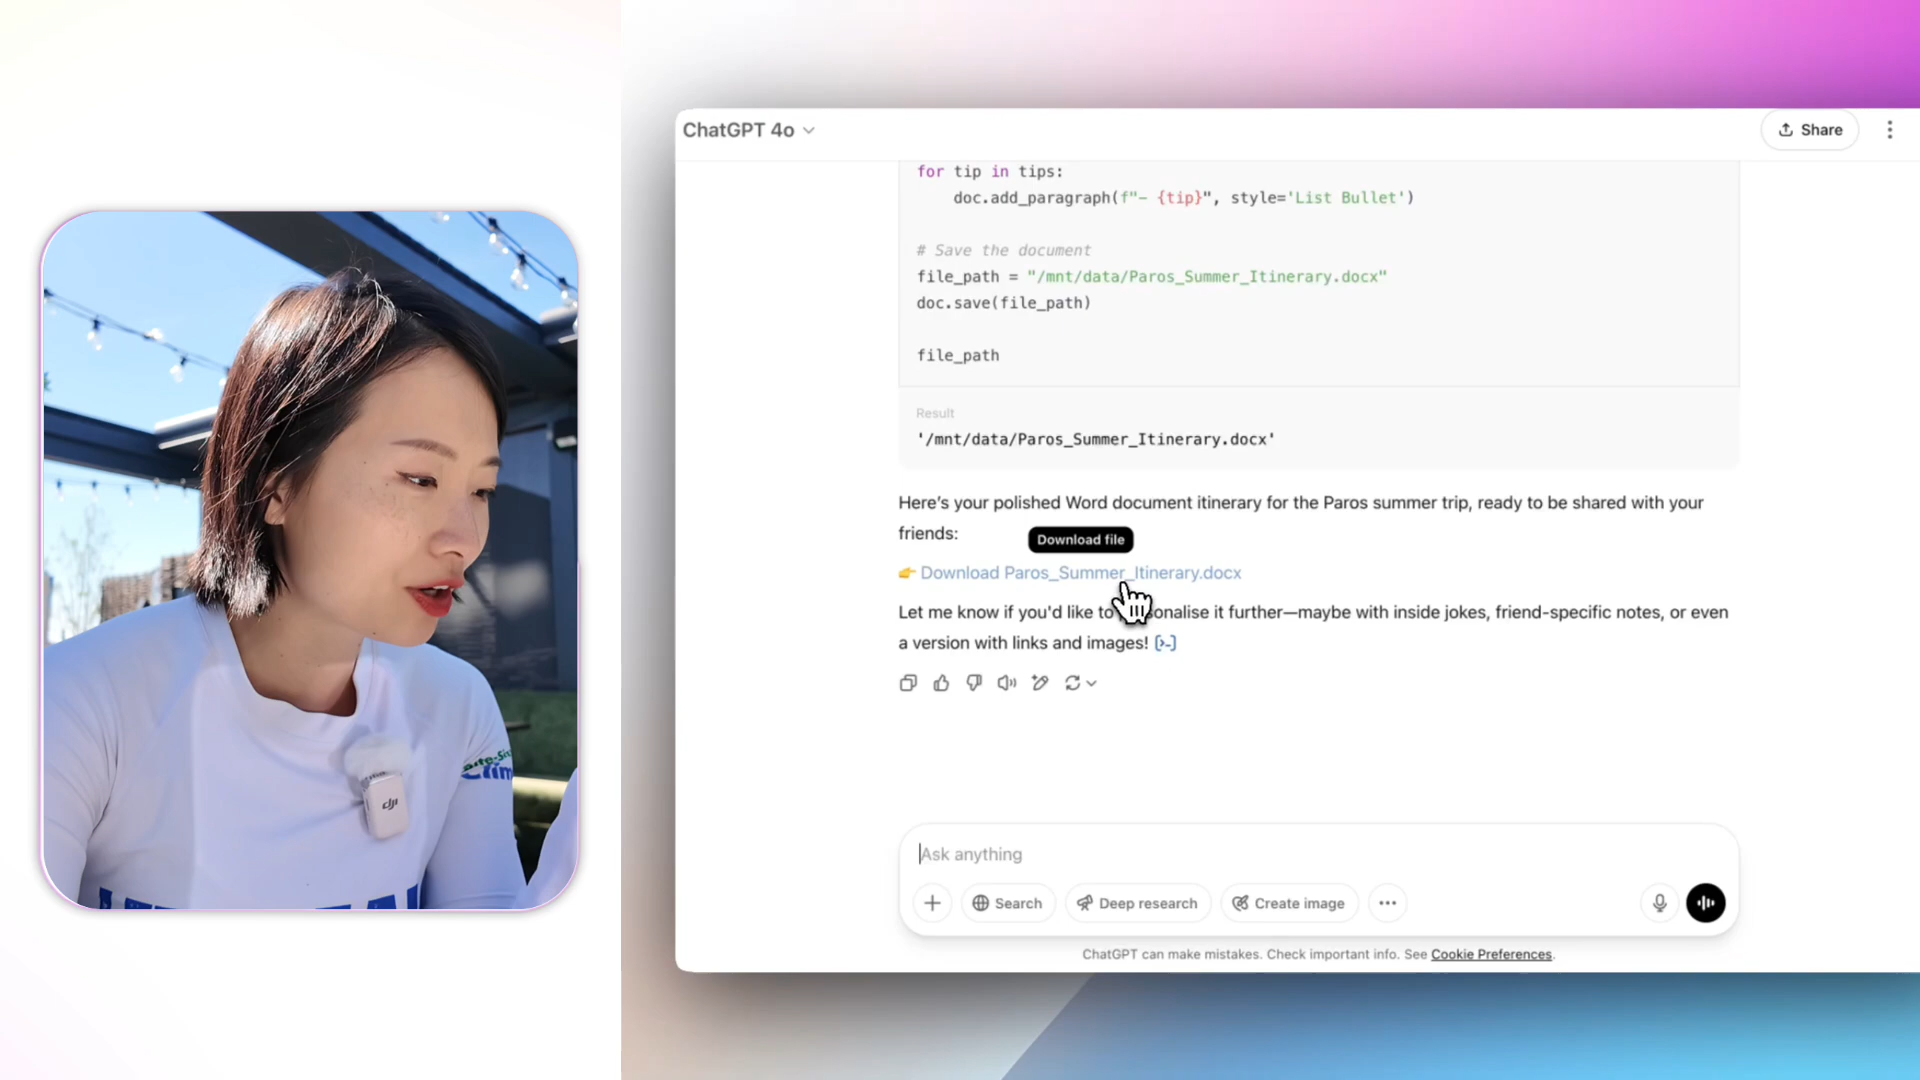 ChatGPT 4o
Share
for tip in tips:
doc.add_paragraph(f"– {tip}", style='List Bullet')
# Save the document
file_path = "/mnt/data/Paros_Summer_Itinerary.docx"
doc.save(file_path)
file_path
Result
'/mnt/data/Paros_Summer_Itinerary.docx'
Here's your polished Word document itinerary for the Paros summer trip, ready to be shared with your
friends:
Download file
👉 Download Paros_Summer_Itinerary.docx
Let me know if you'd like to onalise it further—maybe with inside jokes, friend-specific notes, or even
a version with links and images! [>-]
Ask anything
Search
Deep research
Create image
ChatGPT can make mistakes. Check important info. See Cookie Preferences.
dji